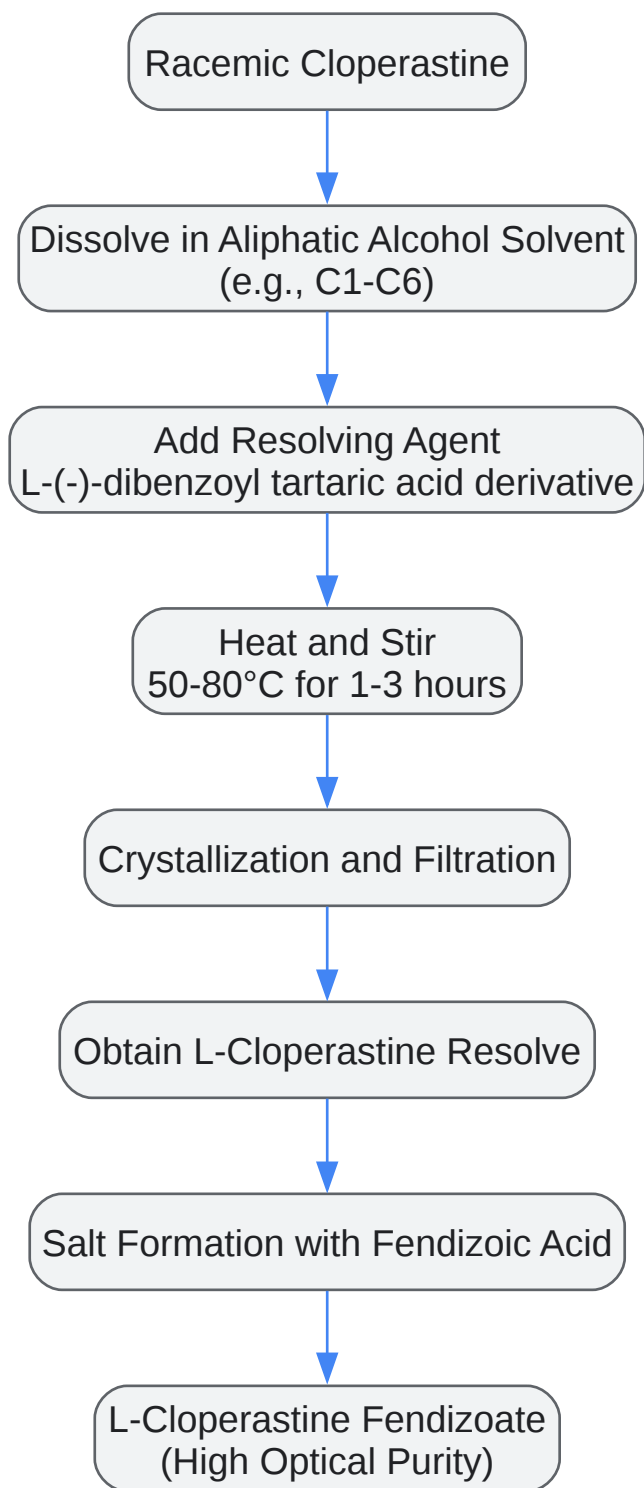 Racemic Cloperastine
Dissolve in Aliphatic Alcohol Solvent
(e.g., C1-C6)
Add Resolving Agent
L-(-)-dibenzoyl tartaric acid derivative
Heat and Stir
50-80°C for 1-3 hours
Crystallization and Filtration
Obtain L-Cloperastine Resolve
Salt Formation with Fendizoic Acid
L-Cloperastine Fendizoate
(High Optical Purity)